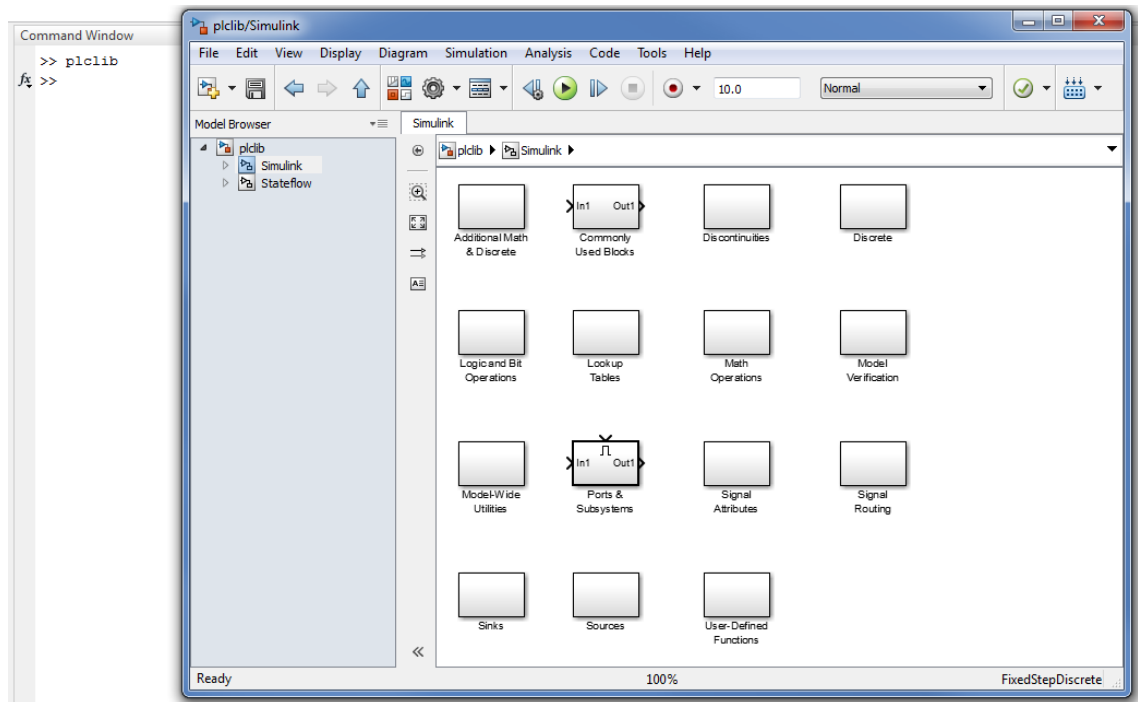 Command Window
>> plclib
fx >>
plclib/Simulink
File Edit View Display Diagram Simulation Analysis Code Tools Help
10.0 Normal
Model Browser
plclib
Simulink
Stateflow
Simulink
plclib Simulink
Additional Math
& Discrete
In1 Out1
Commonly
Used Blocks
Discontinuities
Discrete
Logic and Bit
Operations
Lookup
Tables
Math
Operations
Model
Verification
Model-Wide
Utilities
In1 Out1
Ports &
Subsystems
Signal
Attributes
Signal
Routing
Sinks
Sources
User-Defined
Functions
Ready 100% FixedStepDiscrete